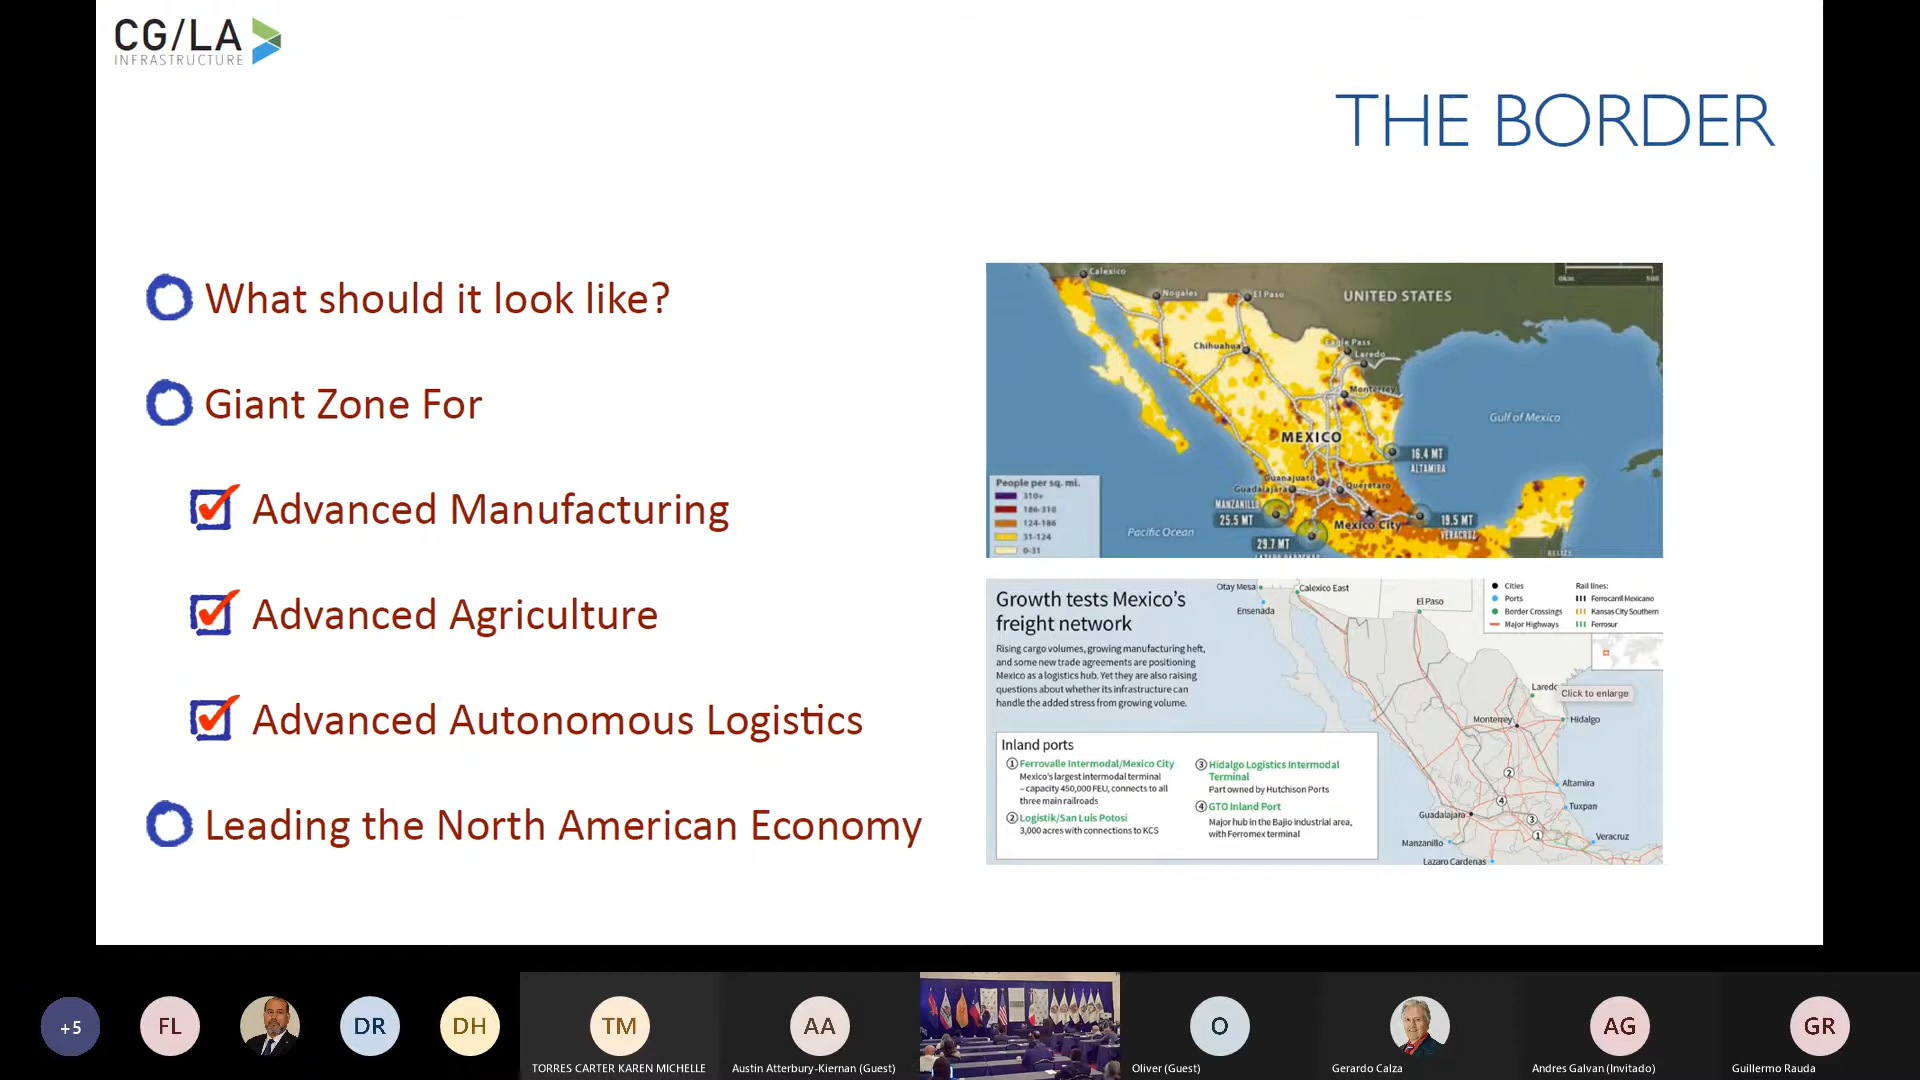 CG/LA
INFRASTRUCTURE
THE BORDER
What should it look like?
Giant Zone For
Advanced Manufacturing
Advanced Agriculture
Advanced Autonomous Logistics
Leading the North American Economy
Calexico
Nogales
El Paso
UNITED STATES
Chihuahua
Eagle Pass
Laredo
Monterrey
Gulf of Mexico
MEXICO
16.4 MT
ALTAMIRA
Guanajuato
Guadalajara
Querétaro
MANZANILLO
25.5 MT
Mexico City
19.5 MT
VERACRUZ
Pacific Ocean
29.7 MT
LAZARO CARDENAS
BELIZE
0km
People per sq. mi.
310+
186-310
124-186
31-124
0-31
Growth tests Mexico's
freight network
Rising cargo volumes, growing manufacturing heft,
and some new trade agreements are positioning
Mexico as a logistics hub. Yet they are also raising
questions about whether its infrastructure can
handle the added stress from growing volume.
Inland ports
1 Ferrovalle Intermodal/Mexico City
Mexico's largest intermodal terminal
– capacity 450,000 FEU, connects to all
three main railroads
2 Logistik/San Luis Potosi
3,000 acres with connections to KCS
3 Hidalgo Logistics Intermodal
Terminal
Part owned by Hutchison Ports
4 GTO Inland Port
Major hub in the Bajio industrial area,
with Ferromex terminal
Otay Mesa
Calexico East
Ensenada
El Paso
Cities
Ports
Border Crossings
Major Highways
Rail lines:
Ferrocarril Mexicano
Kansas City Southern
Ferrosur
Laredo
Click to enlarge
Monterrey
Hidalgo
2
Altamira
4
Tuxpan
Guadalajara
3
1
Veracruz
Manzanillo
Lazaro Cardenas
+5
FL
DR
DH
TM
TORRES CARTER KAREN MICHELLE
AA
Austin Atterbury-Kiernan (Guest)
O
Oliver (Guest)
Gerardo Calza
AG
Andres Galvan (Invitado)
GR
Guillermo Rauda